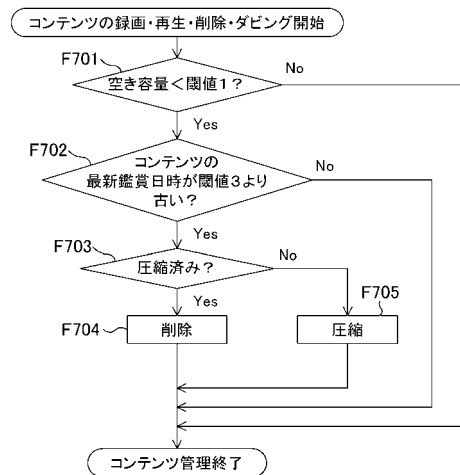 コンテンツの録画・再生・削除・ダビング開始
F701
空き容量<閾値1?
No
Yes
F702
コンテンツの
最新鑑賞日時が閾値3より
古い?
No
Yes
F703
圧縮済み?
No
Yes
F704
削除
F705
圧縮
コンテンツ管理終了